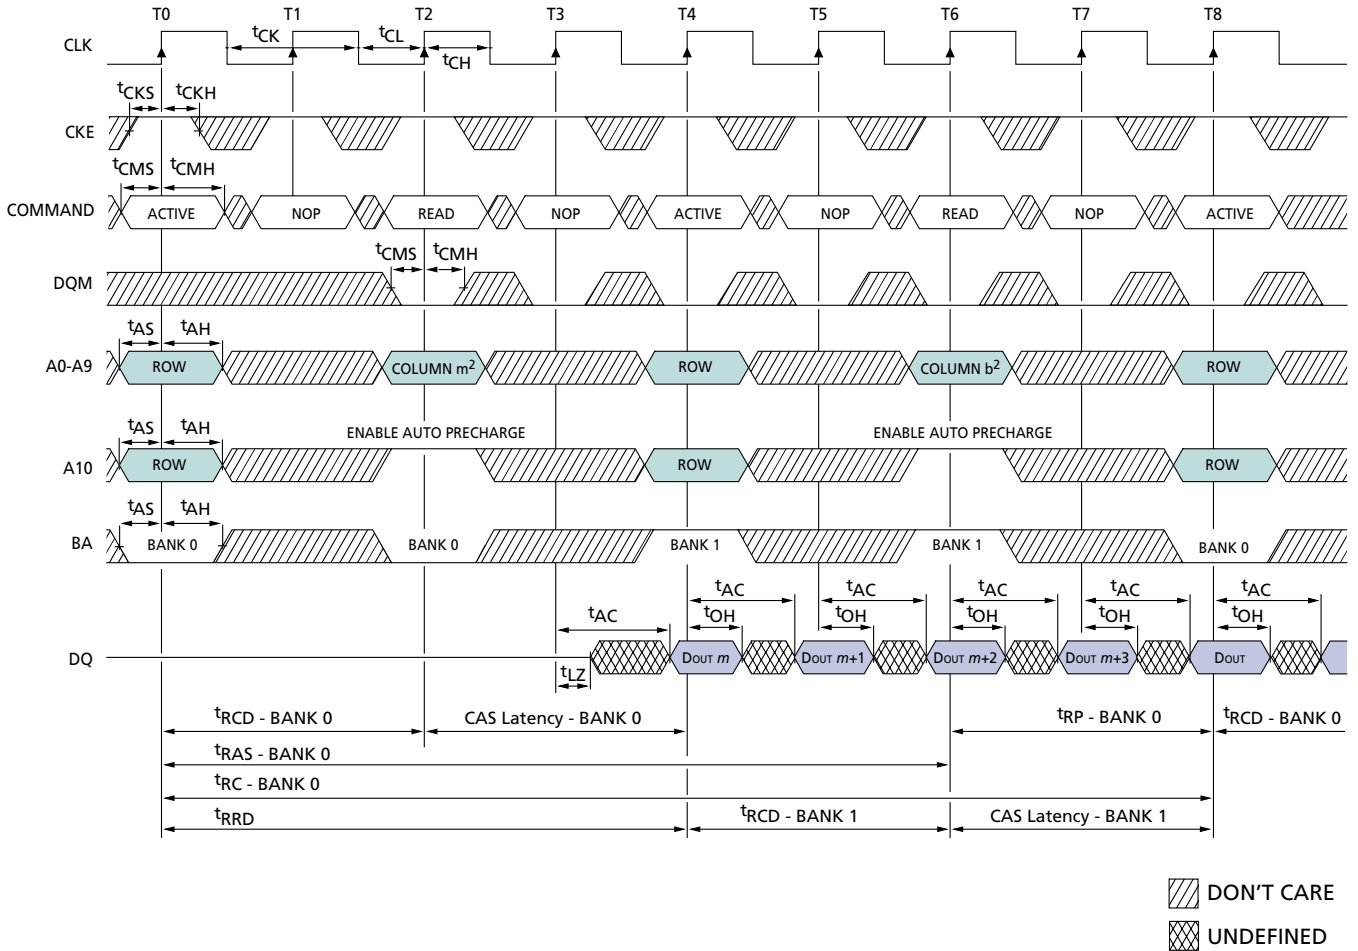 T0 T1 T2 T3 T4 T5 T6 T7 T8
CLK tCK tCL tCH
tCKS tCKH
CKE
tCMS tCMH
COMMAND ACTIVE NOP READ NOP ACTIVE NOP READ NOP ACTIVE
tCMS tCMH
DQM
tAS tAH
A0-A9 ROW COLUMN m2 ROW COLUMN b2 ROW
tAS tAH ENABLE AUTO PRECHARGE ENABLE AUTO PRECHARGE
A10 ROW ROW ROW
tAS tAH
BA BANK 0 BANK 0 BANK 1 BANK 1 BANK 0
tAC tAC tAC tAC tAC tAC
tOH tOH tOH tOH tOH
DQ DOUT m DOUT m+1 DOUT m+2 DOUT m+3 DOUT
tLZ
tRCD - BANK 0 CAS Latency - BANK 0 tRP - BANK 0 tRCD - BANK 0
tRAS - BANK 0
tRC - BANK 0
tRRD tRCD - BANK 1 CAS Latency - BANK 1
DON'T CARE
UNDEFINED